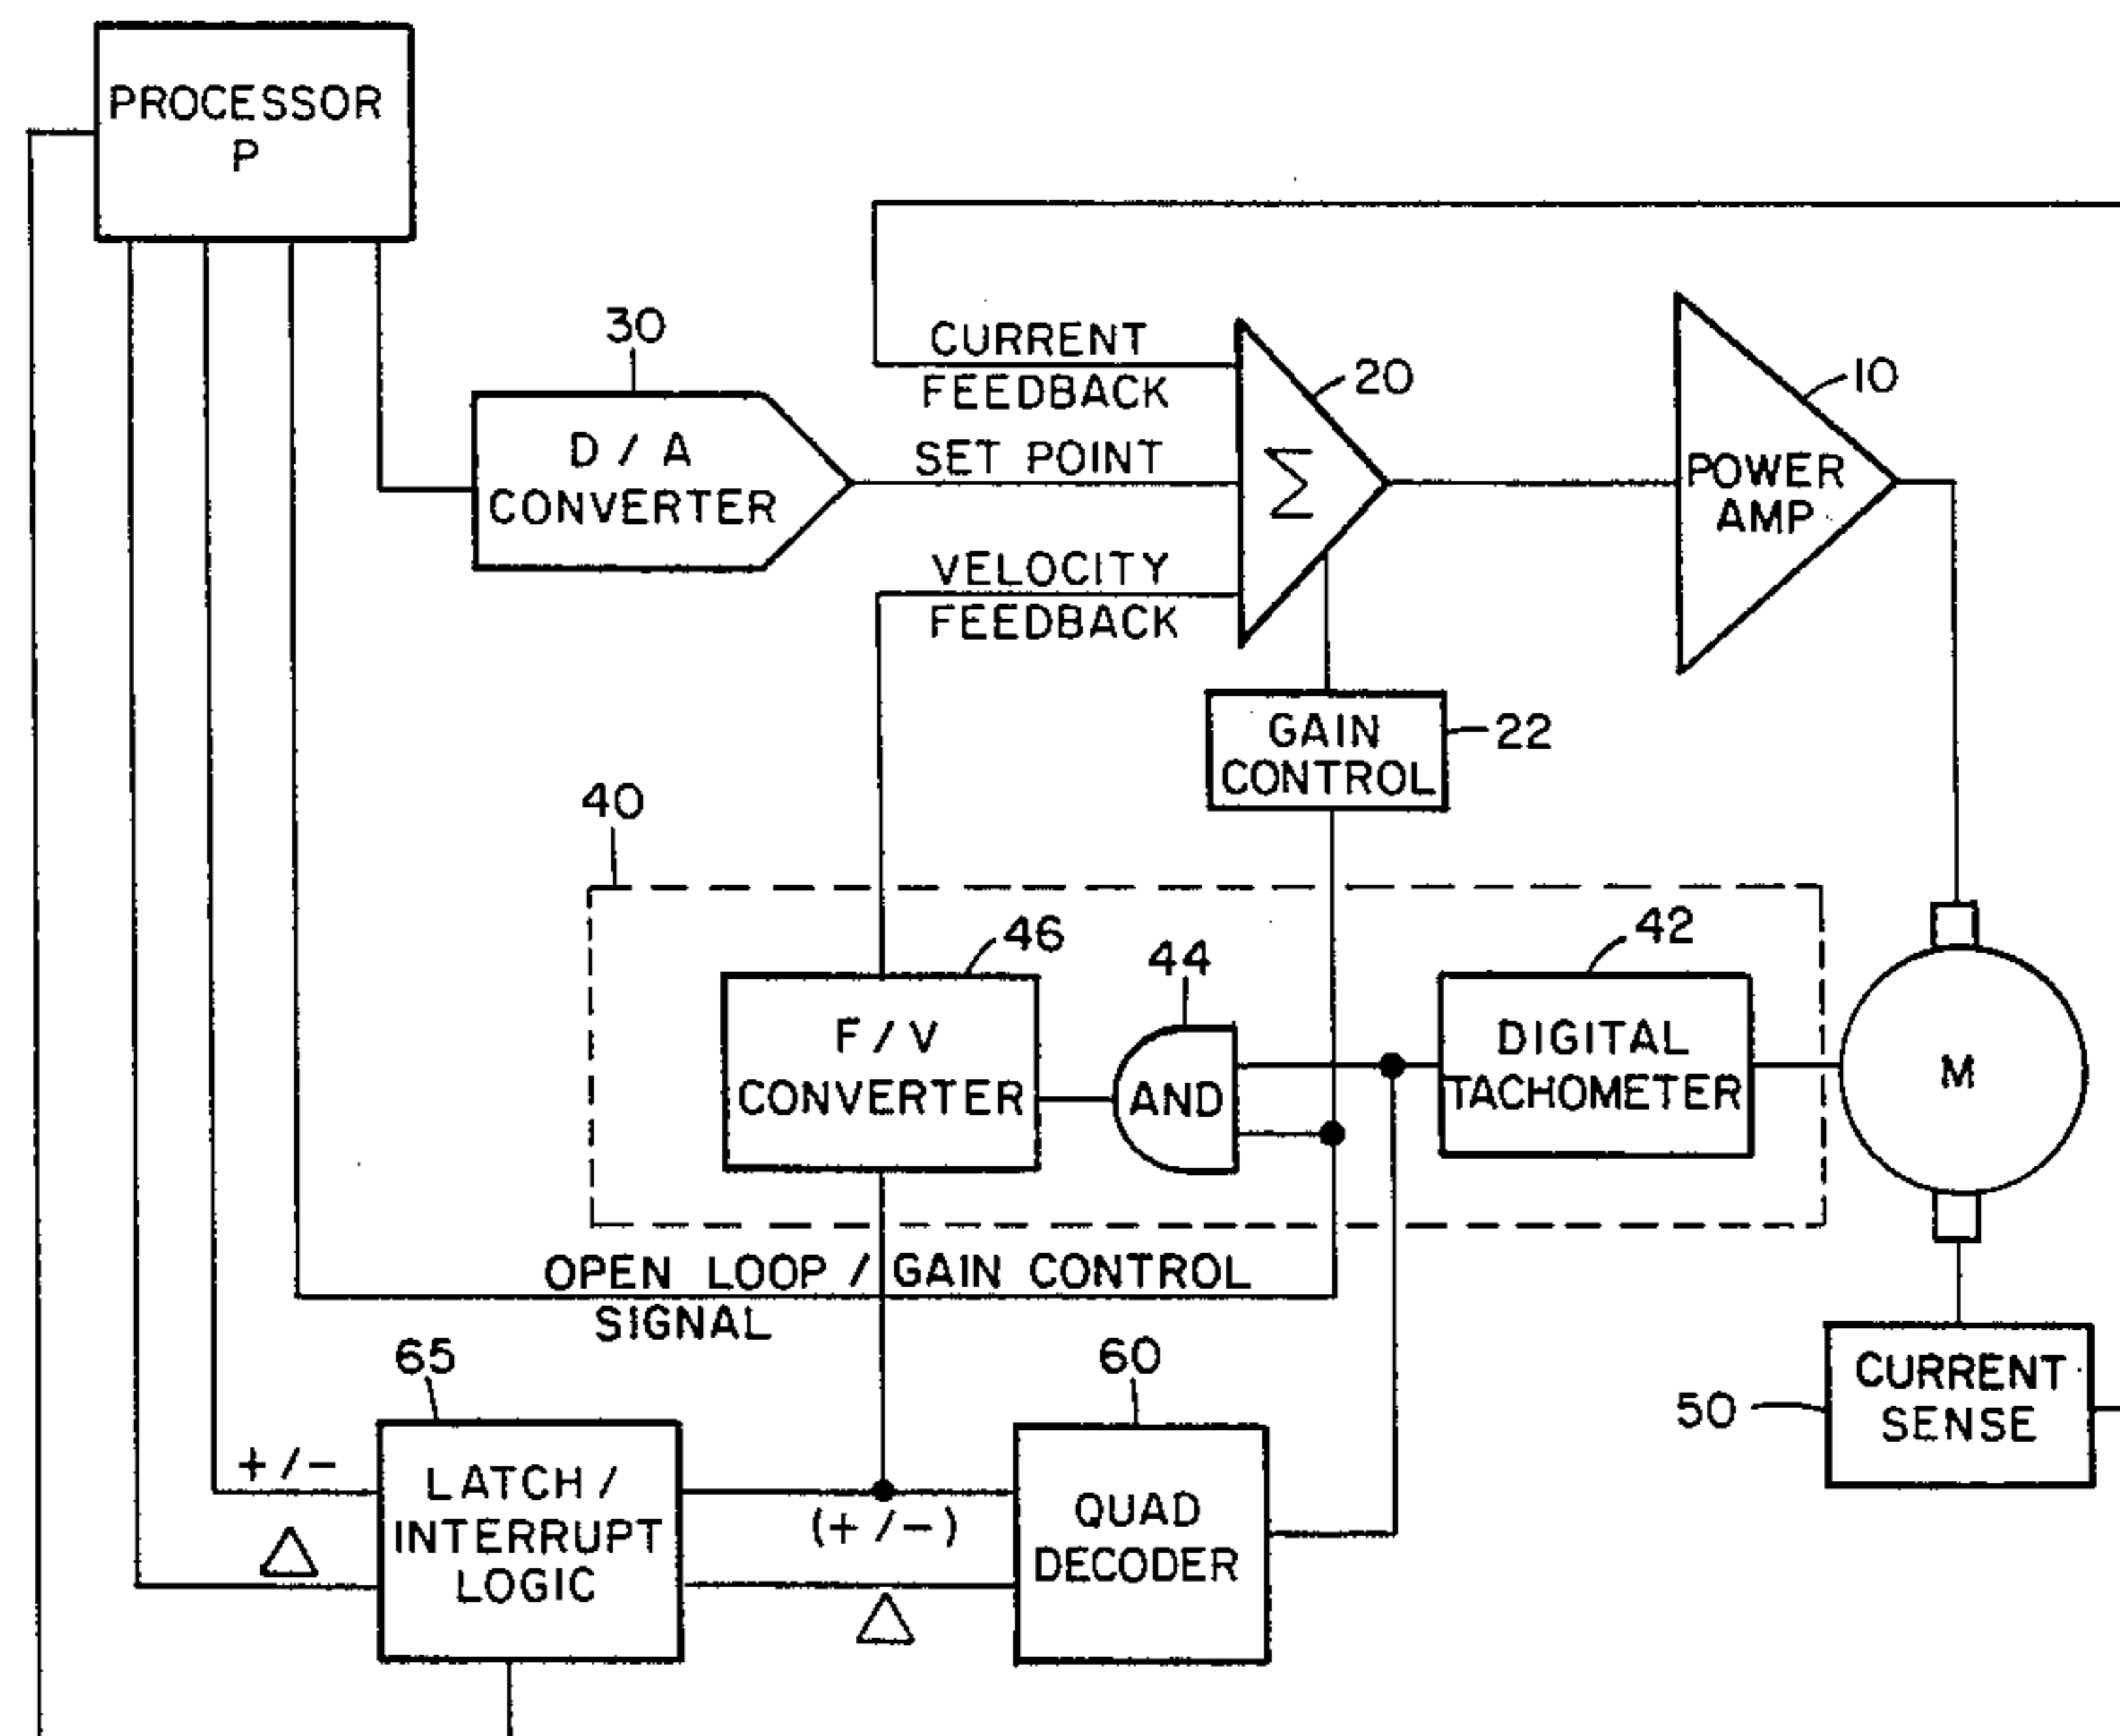 PROCESSOR
P
30
D / A
CONVERTER
CURRENT
FEEDBACK
SET POINT
VELOCITY
FEEDBACK
Σ
20
POWER
AMP
10
GAIN
CONTROL
22
40
46
F / V
CONVERTER
44
AND
42
DIGITAL
TACHOMETER
M
OPEN LOOP / GAIN CONTROL
SIGNAL
65
60
50
CURRENT
SENSE
+/-
LATCH /
INTERRUPT
LOGIC
(+/-)
QUAD
DECODER
△
△